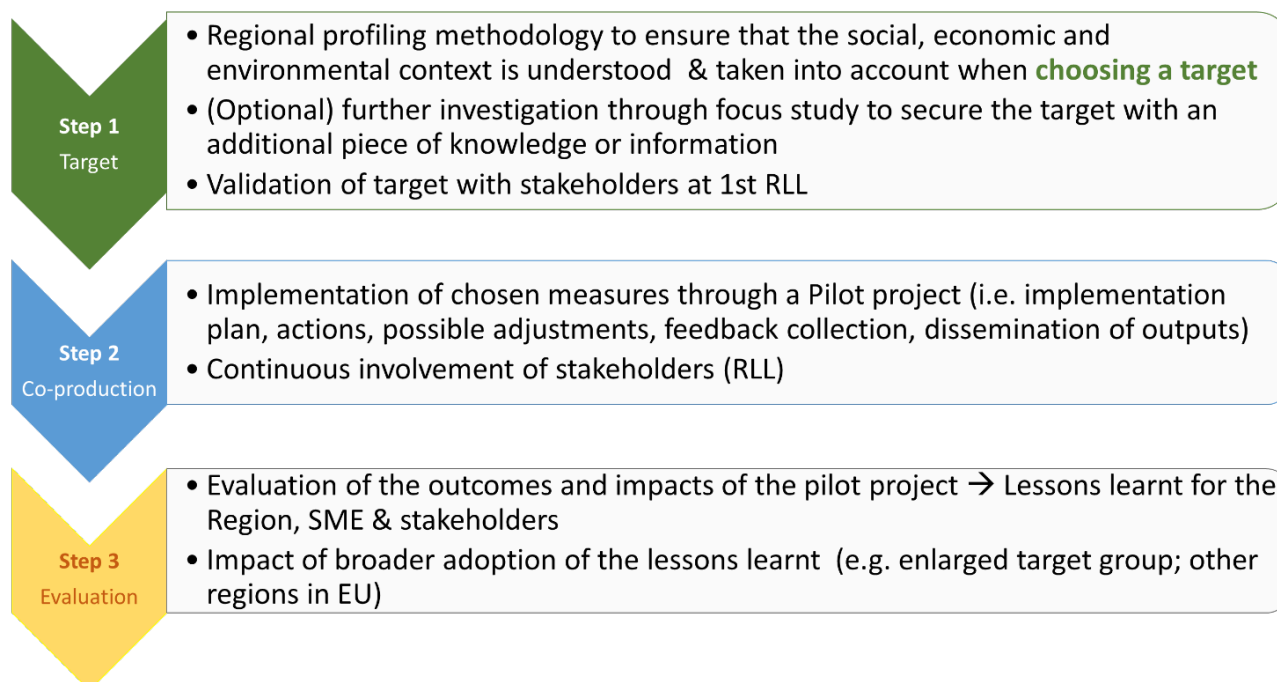 Step 1
Target
• Regional profiling methodology to ensure that the social, economic and
environmental context is understood & taken into account when choosing a target
• (Optional) further investigation through focus study to secure the target with an
additional piece of knowledge or information
• Validation of target with stakeholders at 1st RLL
Step 2
Co-production
• Implementation of chosen measures through a Pilot project (i.e. implementation
plan, actions, possible adjustments, feedback collection, dissemination of outputs)
• Continuous involvement of stakeholders (RLL)
Step 3
Evaluation
• Evaluation of the outcomes and impacts of the pilot project → Lessons learnt for the
Region, SME & stakeholders
• Impact of broader adoption of the lessons learnt (e.g. enlarged target group; other
regions in EU)